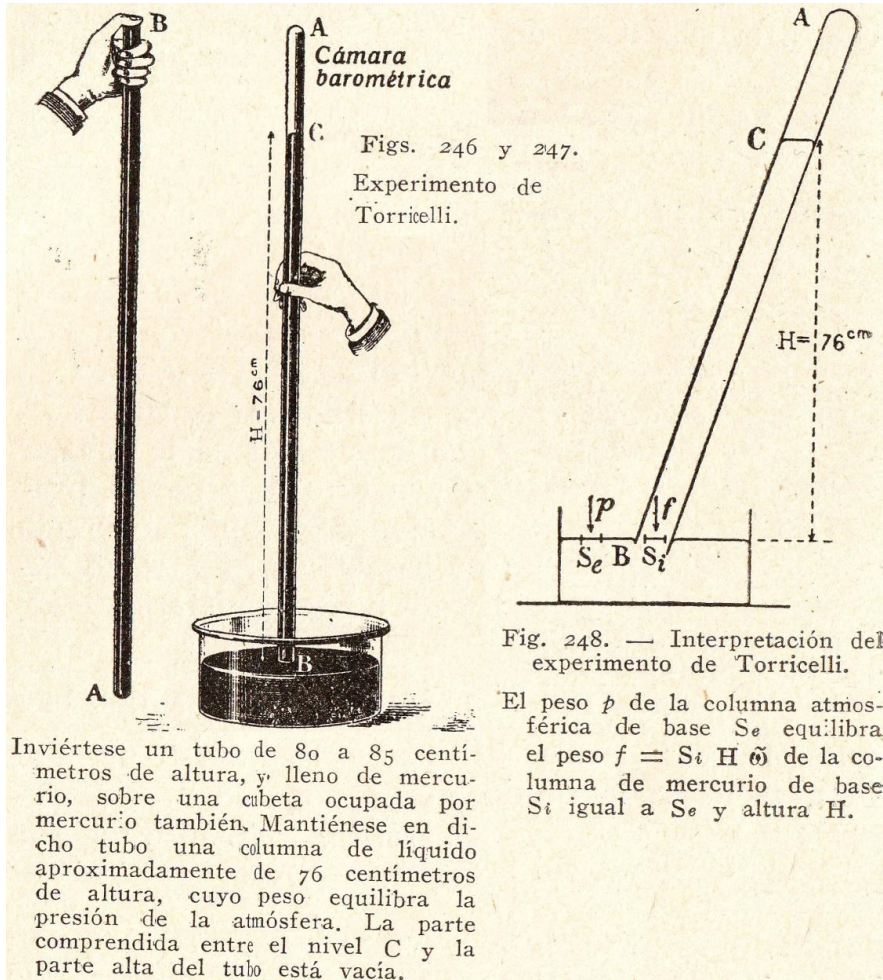 B
A
A
Cámara
barométrica
C
Figs. 246 y 247.
Experimento de
Torricelli.
H=76cm
B
Inviértese un tubo de 80 a 85 centí-
metros de altura, y lleno de mercu-
rio, sobre una cubeta ocupada por
mercurio también. Mantiénese en di-
cho tubo una columna de líquido
aproximadamente de 76 centímetros
de altura, cuyo peso equilibra la
presión de la atmósfera. La parte
comprendida entre el nivel C y la
parte alta del tubo está vacía.
A
C
H=76cm
p
f
Se B Si
Fig. 248. — Interpretación del
experimento de Torricelli.
El peso p de la columna atmos-
férica de base Se equilibra
el peso f = Si H ω̃ de la co-
lumna de mercurio de base
Si igual a Se y altura H.